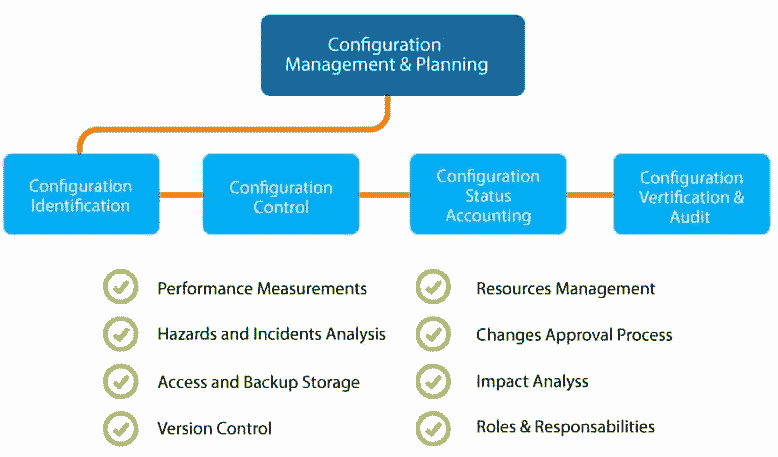 Configuration
Management & Planning
Configuration
Identification
Configuration
Control
Configuration
Status
Accounting
Configuration
Vertification &
Audit
Performance Measurements
Resources Management
Hazards and Incidents Analysis
Changes Approval Process
Access and Backup Storage
Impact Analyss
Version Control
Roles & Responsabilities